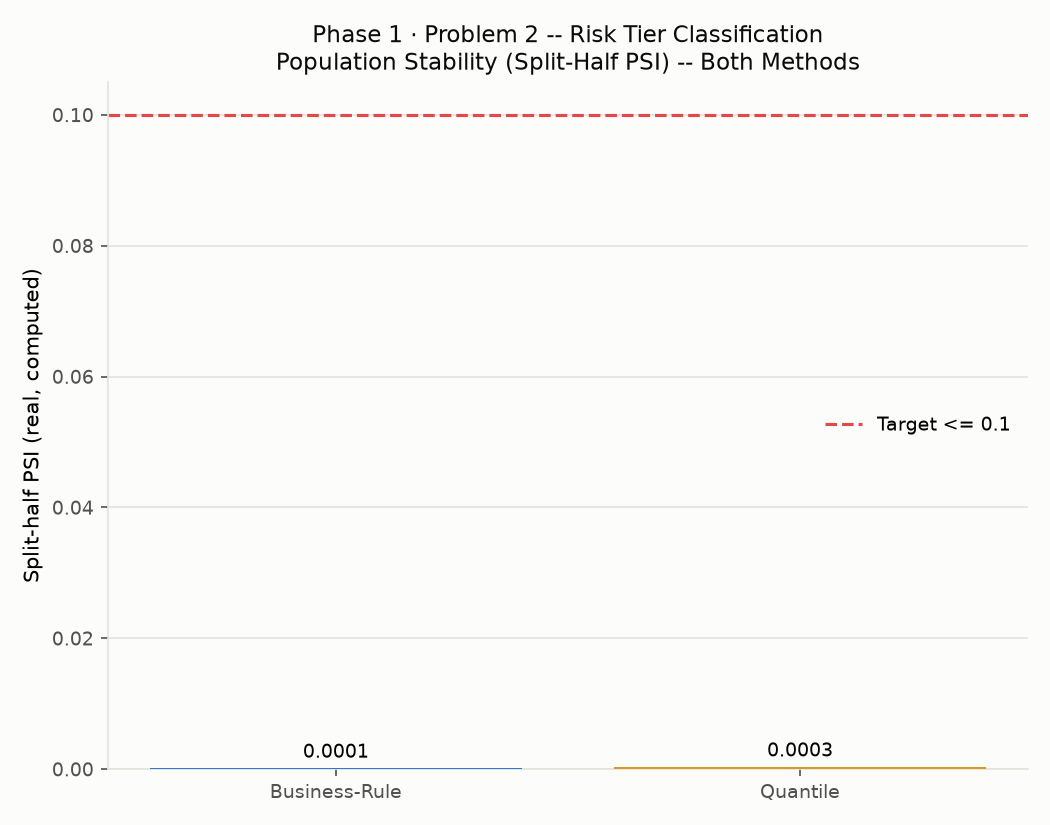 Phase 1 · Problem 2 -- Risk Tier Classification
Population Stability (Split-Half PSI) -- Both Methods
Split-half PSI (real, computed)
0.10
0.08
0.06
0.04
0.02
0.00
Target <= 0.1
0.0001
0.0003
Business-Rule
Quantile